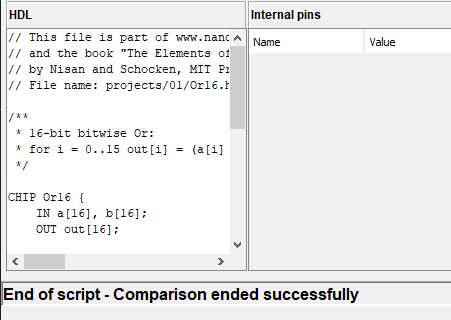 HDL
Internal pins
// This file is part of www.nand
// and the book "The Elements of
// by Nisan and Schocken, MIT Pr
// File name: projects/01/Or16.h
/**
* 16-bit bitwise Or:
* for i = 0..15 out[i] = (a[i]
*/
CHIP Or16 {
IN a[16], b[16];
OUT out[16];
Name Value
End of script - Comparison ended successfully